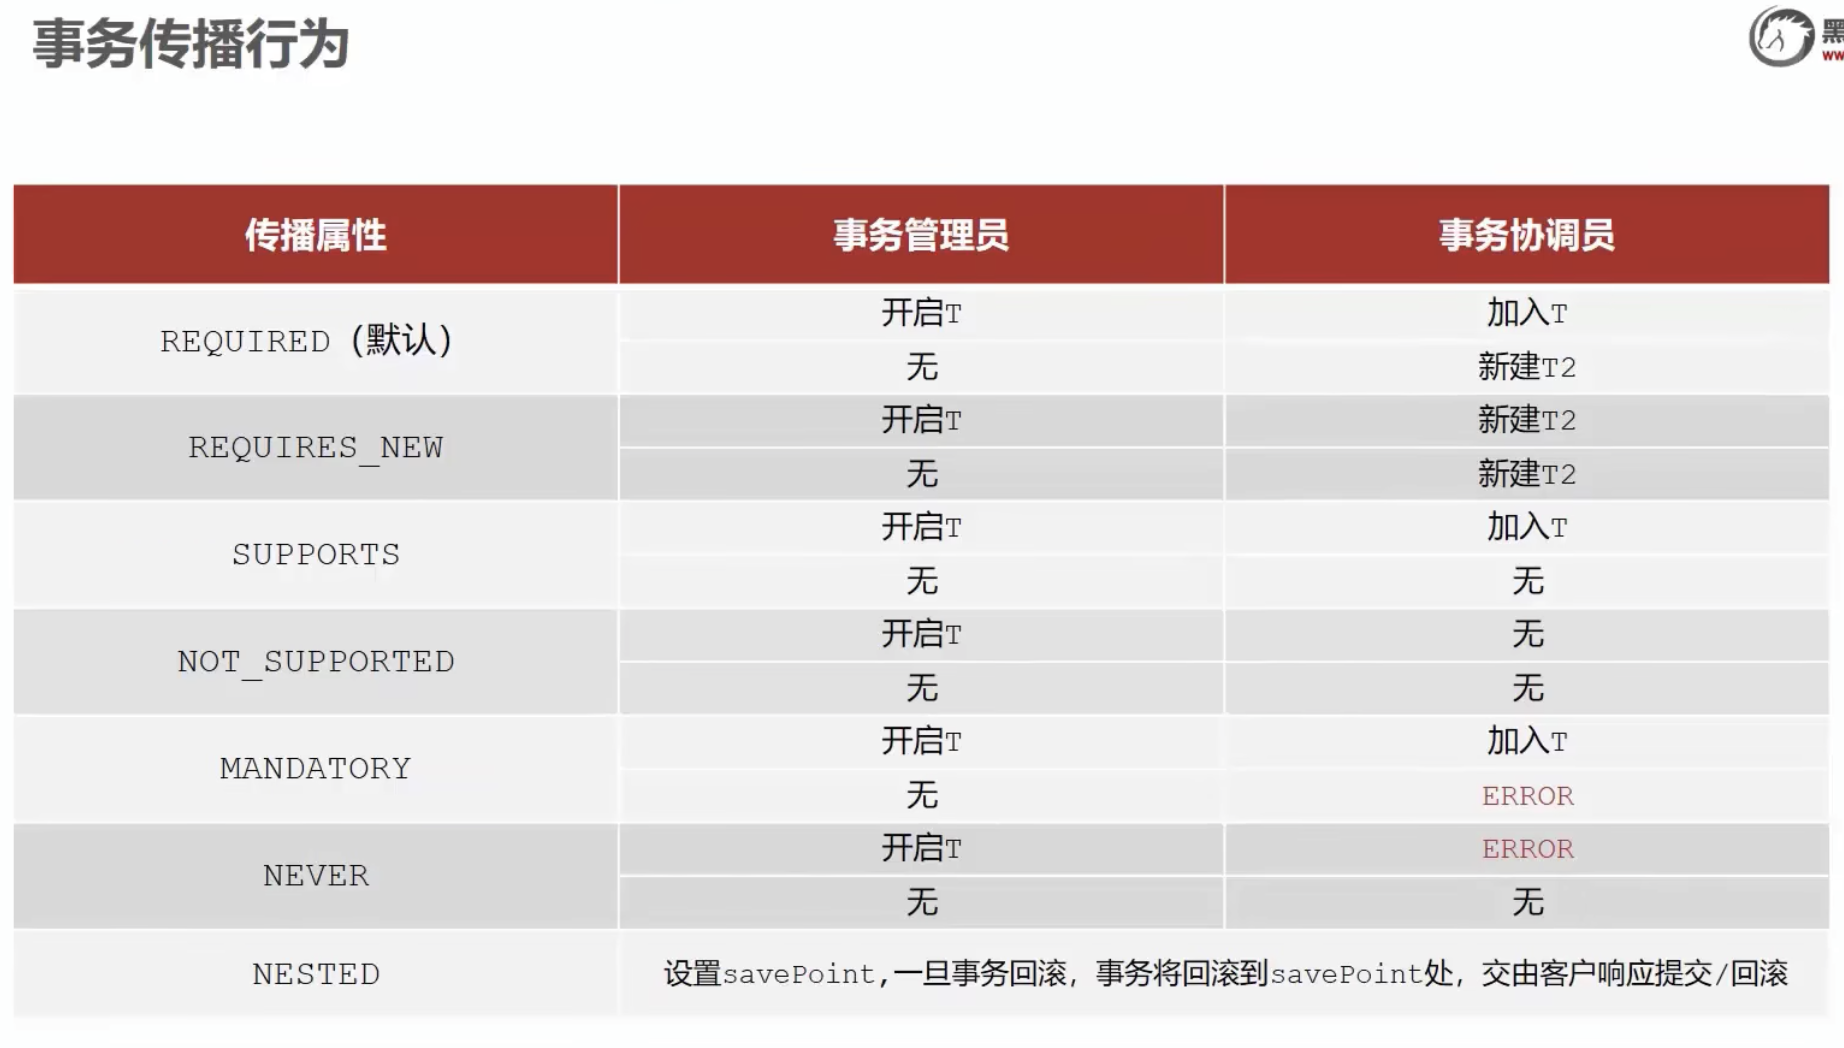 事务传播行为
黑
传播属性 事务管理员 事务协调员
REQUIRED（默认） 开启T 加入T
无 新建T2
REQUIRES_NEW 开启T 新建T2
无 新建T2
SUPPORTS 开启T 加入T
无 无
NOT_SUPPORTED 开启T 无
无 无
MANDATORY 开启T 加入T
无 ERROR
NEVER 开启T ERROR
无 无
NESTED 设置savePoint,一旦事务回滚，事务将回滚到savePoint处，交由客户响应提交/回滚